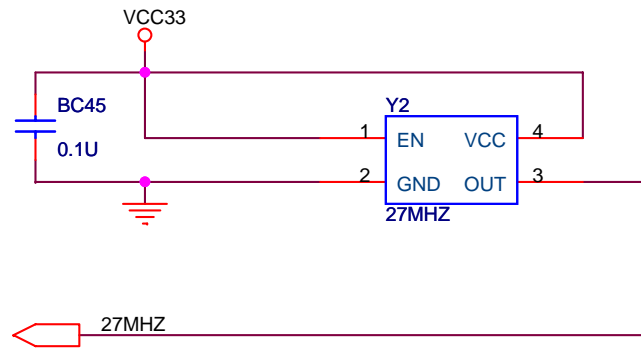 VCC33
BC45
0.1U
Y2
1 EN VCC 4
2 GND OUT 3
27MHZ
27MHZ